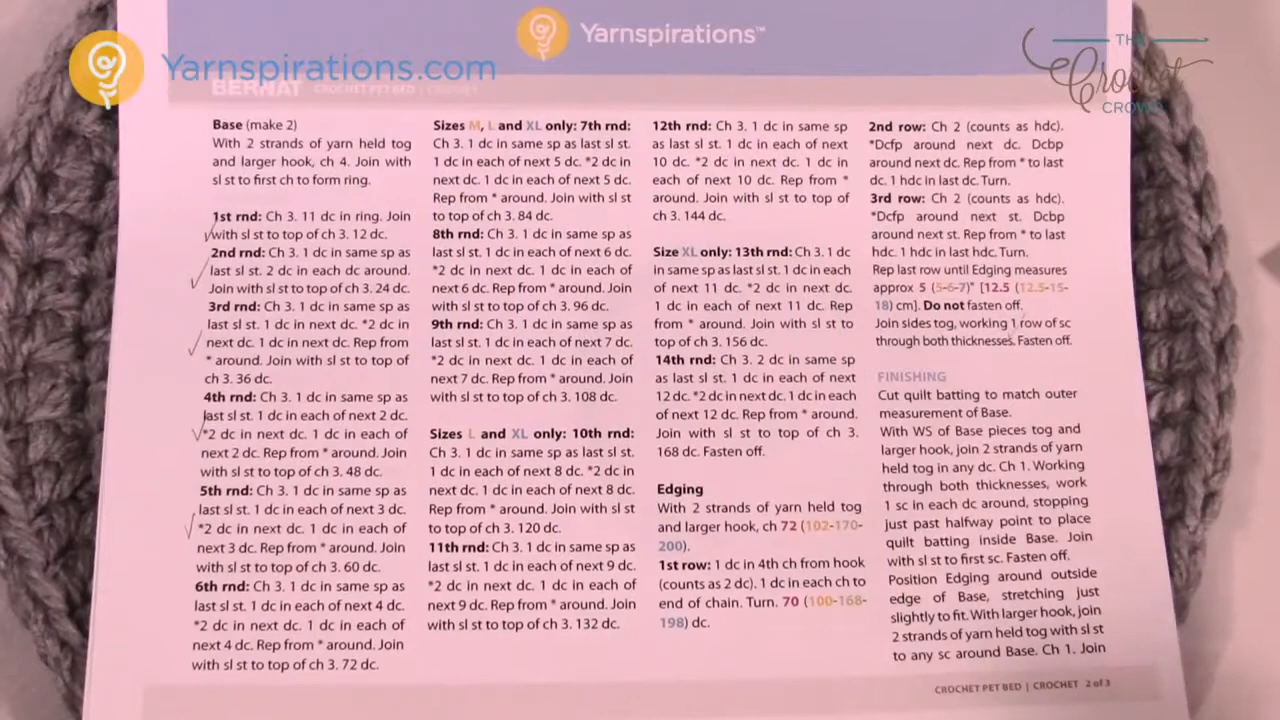 Yarnspirations™
Yarnspirations.com
THE
Crochet
CROWD
BERNAT CROCHET PET BED | CROCHET
Base (make 2)
With 2 strands of yarn held tog
and larger hook, ch 4. Join with
sl st to first ch to form ring.
1st rnd: Ch 3. 11 dc in ring. Join
with sl st to top of ch 3. 12 dc.
2nd rnd: Ch 3. 1 dc in same sp as
last sl st. 2 dc in each dc around.
Join with sl st to top of ch 3. 24 dc.
3rd rnd: Ch 3. 1 dc in same sp as
last sl st. 1 dc in next dc. *2 dc in
next dc. 1 dc in next dc. Rep from
* around. Join with sl st to top of
ch 3. 36 dc.
4th rnd: Ch 3. 1 dc in same sp as
last sl st. 1 dc in each of next 2 dc.
*2 dc in next dc. 1 dc in each of
next 2 dc. Rep from * around. Join
with sl st to top of ch 3. 48 dc.
5th rnd: Ch 3. 1 dc in same sp as
last sl st. 1 dc in each of next 3 dc.
*2 dc in next dc. 1 dc in each of
next 3 dc. Rep from * around. Join
with sl st to top of ch 3. 60 dc.
6th rnd: Ch 3. 1 dc in same sp as
last sl st. 1 dc in each of next 4 dc.
*2 dc in next dc. 1 dc in each of
next 4 dc. Rep from * around. Join
with sl st to top of ch 3. 72 dc.
Sizes M, L and XL only: 7th rnd:
Ch 3. 1 dc in same sp as last sl st.
1 dc in each of next 5 dc. *2 dc in
next dc. 1 dc in each of next 5 dc.
Rep from * around. Join with sl st
to top of ch 3. 84 dc.
8th rnd: Ch 3. 1 dc in same sp as
last sl st. 1 dc in each of next 6 dc.
*2 dc in next dc. 1 dc in each of
next 6 dc. Rep from * around. Join
with sl st to top of ch 3. 96 dc.
9th rnd: Ch 3. 1 dc in same sp as
last sl st. 1 dc in each of next 7 dc.
*2 dc in next dc. 1 dc in each of
next 7 dc. Rep from * around. Join
with sl st to top of ch 3. 108 dc.
Sizes L and XL only: 10th rnd:
Ch 3. 1 dc in same sp as last sl st.
1 dc in each of next 8 dc. *2 dc in
next dc. 1 dc in each of next 8 dc.
Rep from * around. Join with sl st
to top of ch 3. 120 dc.
11th rnd: Ch 3. 1 dc in same sp as
last sl st. 1 dc in each of next 9 dc.
*2 dc in next dc. 1 dc in each of
next 9 dc. Rep from * around. Join
with sl st to top of ch 3. 132 dc.
12th rnd: Ch 3. 1 dc in same sp
as last sl st. 1 dc in each of next
10 dc. *2 dc in next dc. 1 dc in
each of next 10 dc. Rep from *
around. Join with sl st to top of
ch 3. 144 dc.
Size XL only: 13th rnd: Ch 3. 1 dc
in same sp as last sl st. 1 dc in each
of next 11 dc. *2 dc in next dc.
1 dc in each of next 11 dc. Rep
from * around. Join with sl st to
top of ch 3. 156 dc.
14th rnd: Ch 3. 2 dc in same sp
as last sl st. 1 dc in each of next
12 dc. *2 dc in next dc. 1 dc in each
of next 12 dc. Rep from * around.
Join with sl st to top of ch 3.
168 dc. Fasten off.
Edging
With 2 strands of yarn held tog
and larger hook, ch 72 (102-170-
200).
1st row: 1 dc in 4th ch from hook
(counts as 2 dc). 1 dc in each ch to
end of chain. Turn. 70 (100-168-
198) dc.
2nd row: Ch 2 (counts as hdc).
*Dcfp around next dc. Dcbp
around next dc. Rep from * to last
dc. 1 hdc in last dc. Turn.
3rd row: Ch 2 (counts as hdc).
*Dcfp around next st. Dcbp
around next st. Rep from * to last
hdc. 1 hdc in last hdc. Turn.
Rep last row until Edging measures
approx 5 (5-6-7)" [12.5 (12.5-15-
18) cm]. Do not fasten off.
Join sides tog, working 1 row of sc
through both thicknesses. Fasten off.
FINISHING
Cut quilt batting to match outer
measurement of Base.
With WS of Base pieces tog and
larger hook, join 2 strands of yarn
held tog in any dc. Ch 1. Working
through both thicknesses, work
1 sc in each dc around, stopping
just past halfway point to place
quilt batting inside Base. Join
with sl st to first sc. Fasten off.
Position Edging around outside
edge of Base, stretching just
slightly to fit. With larger hook, join
2 strands of yarn held tog with sl st
to any sc around Base. Ch 1. Join
CROCHET PET BED | CROCHET 2 of 3